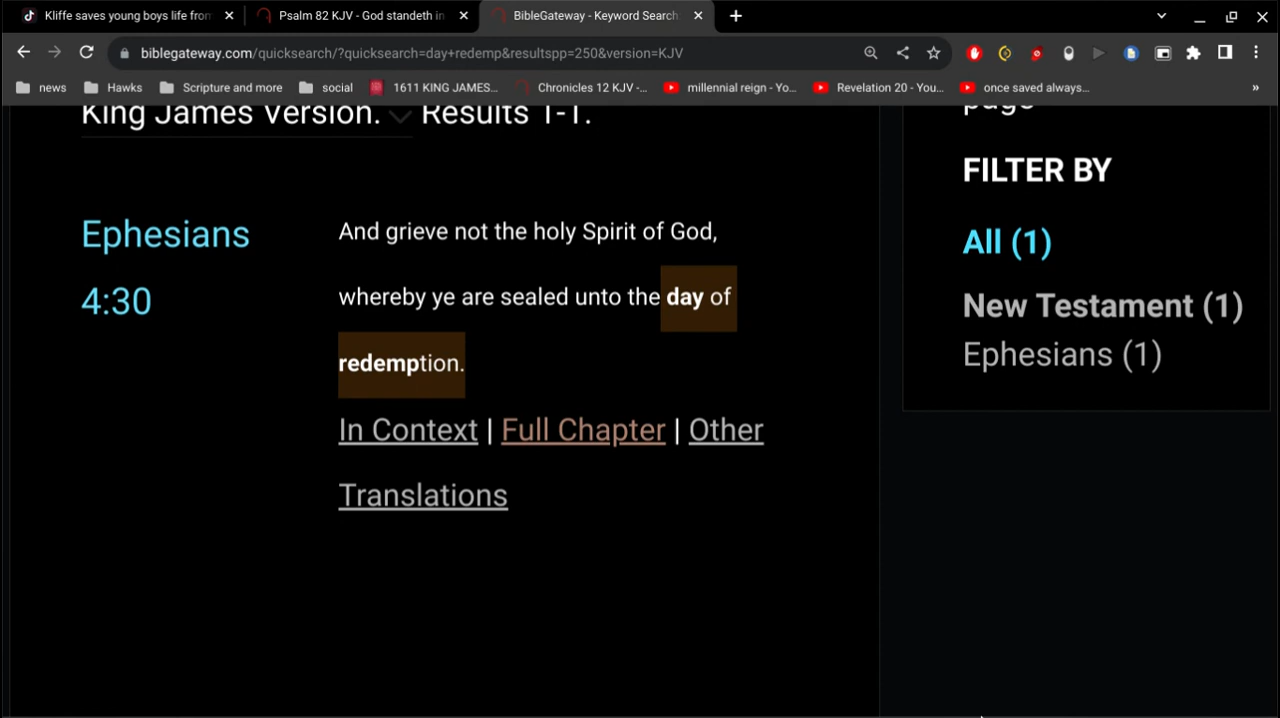 Kliffe saves young boys life from
Psalm 82 KJV - God standeth in
BibleGateway - Keyword Search
biblegateway.com/quicksearch/?quicksearch=day+redemp&resultspp=250&version=KJV
news
Hawks
Scripture and more
social
1611 KING JAMES...
Chronicles 12 KJV -...
millennial reign - Yo...
Revelation 20 - You...
once saved always...
»
King James Version. Results 1-1.
Ephesians
4:30
And grieve not the holy Spirit of God,
whereby ye are sealed unto the day of
redemption.
In Context | Full Chapter | Other
Translations
page
FILTER BY
All (1)
New Testament (1)
Ephesians (1)